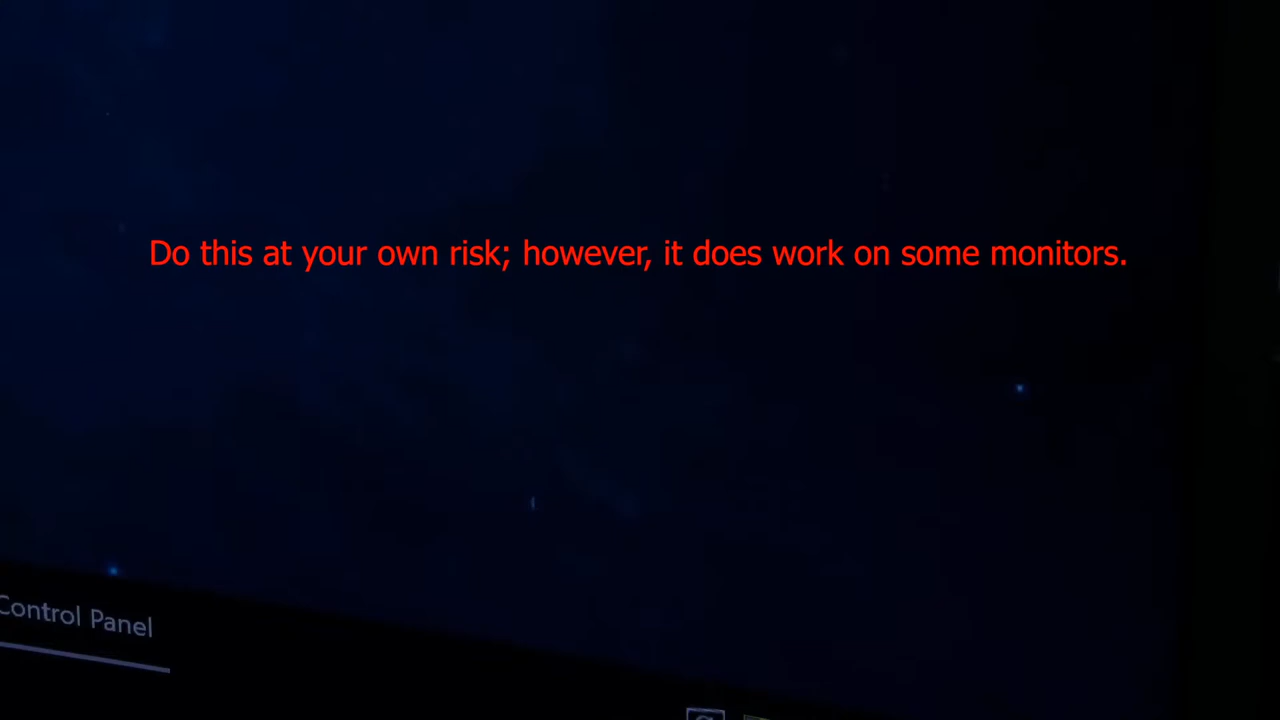 Do this at your own risk; however, it does work on some monitors.
Control Panel